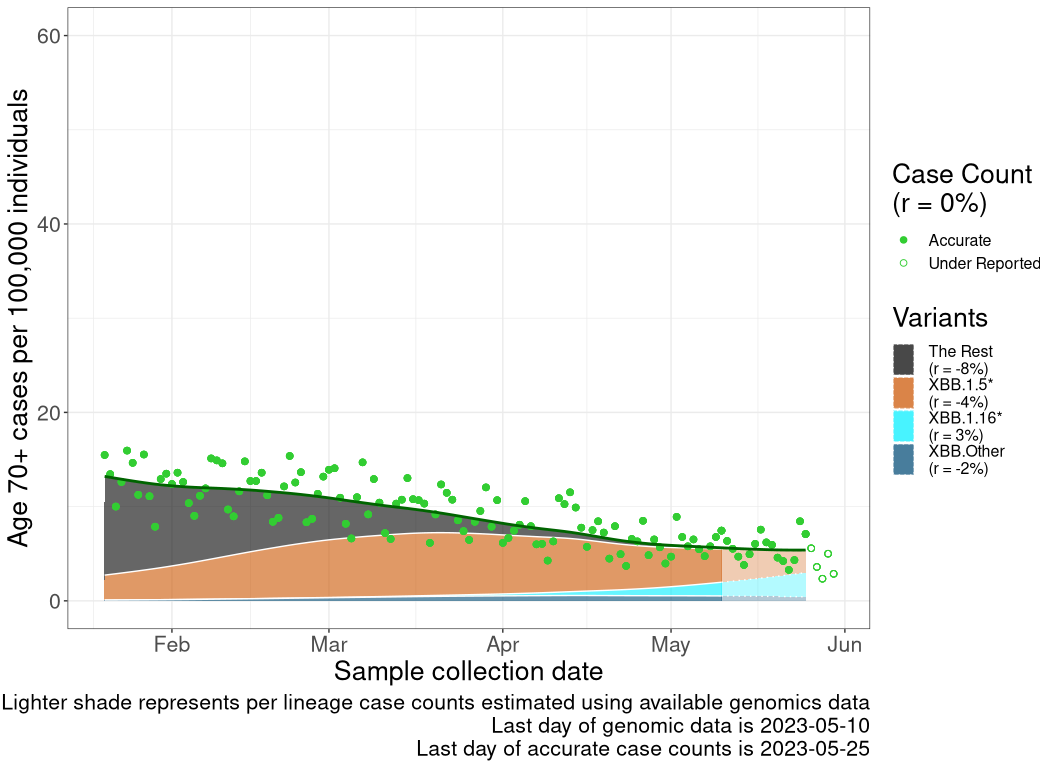 Age 70+ cases per 100,000 individuals
60
40
20
0
Feb
Mar
Apr
May
Jun
Sample collection date
Lighter shade represents per lineage case counts estimated using available genomics data
Last day of genomic data is 2023-05-10
Last day of accurate case counts is 2023-05-25
Case Count
(r = 0%)
Accurate
Under Reported
Variants
The Rest
(r = -8%)
XBB.1.5*
(r = -4%)
XBB.1.16*
(r = 3%)
XBB.Other
(r = -2%)